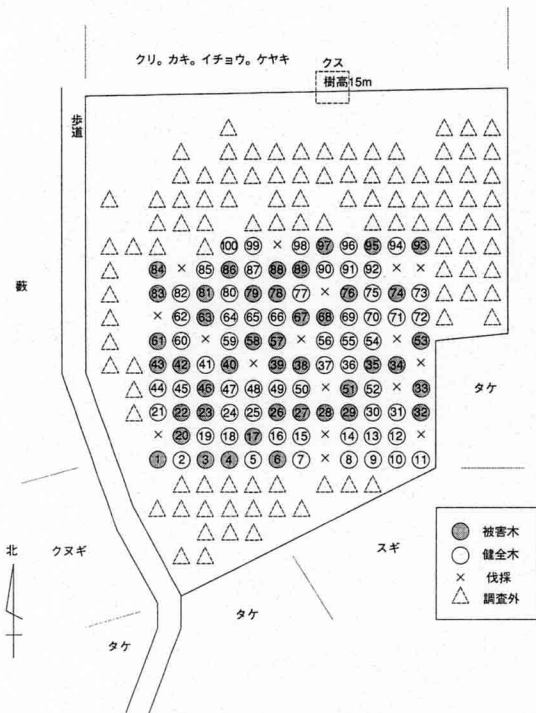 クリ。カキ。イチョウ。ケヤキ
クス
樹高15m
歩道
藪
100 99 × 98 97 96 95 94 93
84 × 85 86 87 88 89 90 91 92 × ×
83 82 81 80 79 78 77 × 76 75 74 73
× 62 63 64 65 66 67 68 69 70 71 72
61 60 × 59 58 57 × 56 55 54 × 53
43 42 41 40 × 39 38 37 36 35 34 ×
44 45 46 47 48 49 50 × 51 52 × 33
21 22 23 24 25 26 27 28 29 30 31 32
× 20 19 18 17 16 15 × 14 13 12 ×
1 2 3 4 5 6 7 × 8 9 10 11
タケ
北
クヌギ
スギ
タケ
タケ
被害木
健全木
× 伐採
調査外